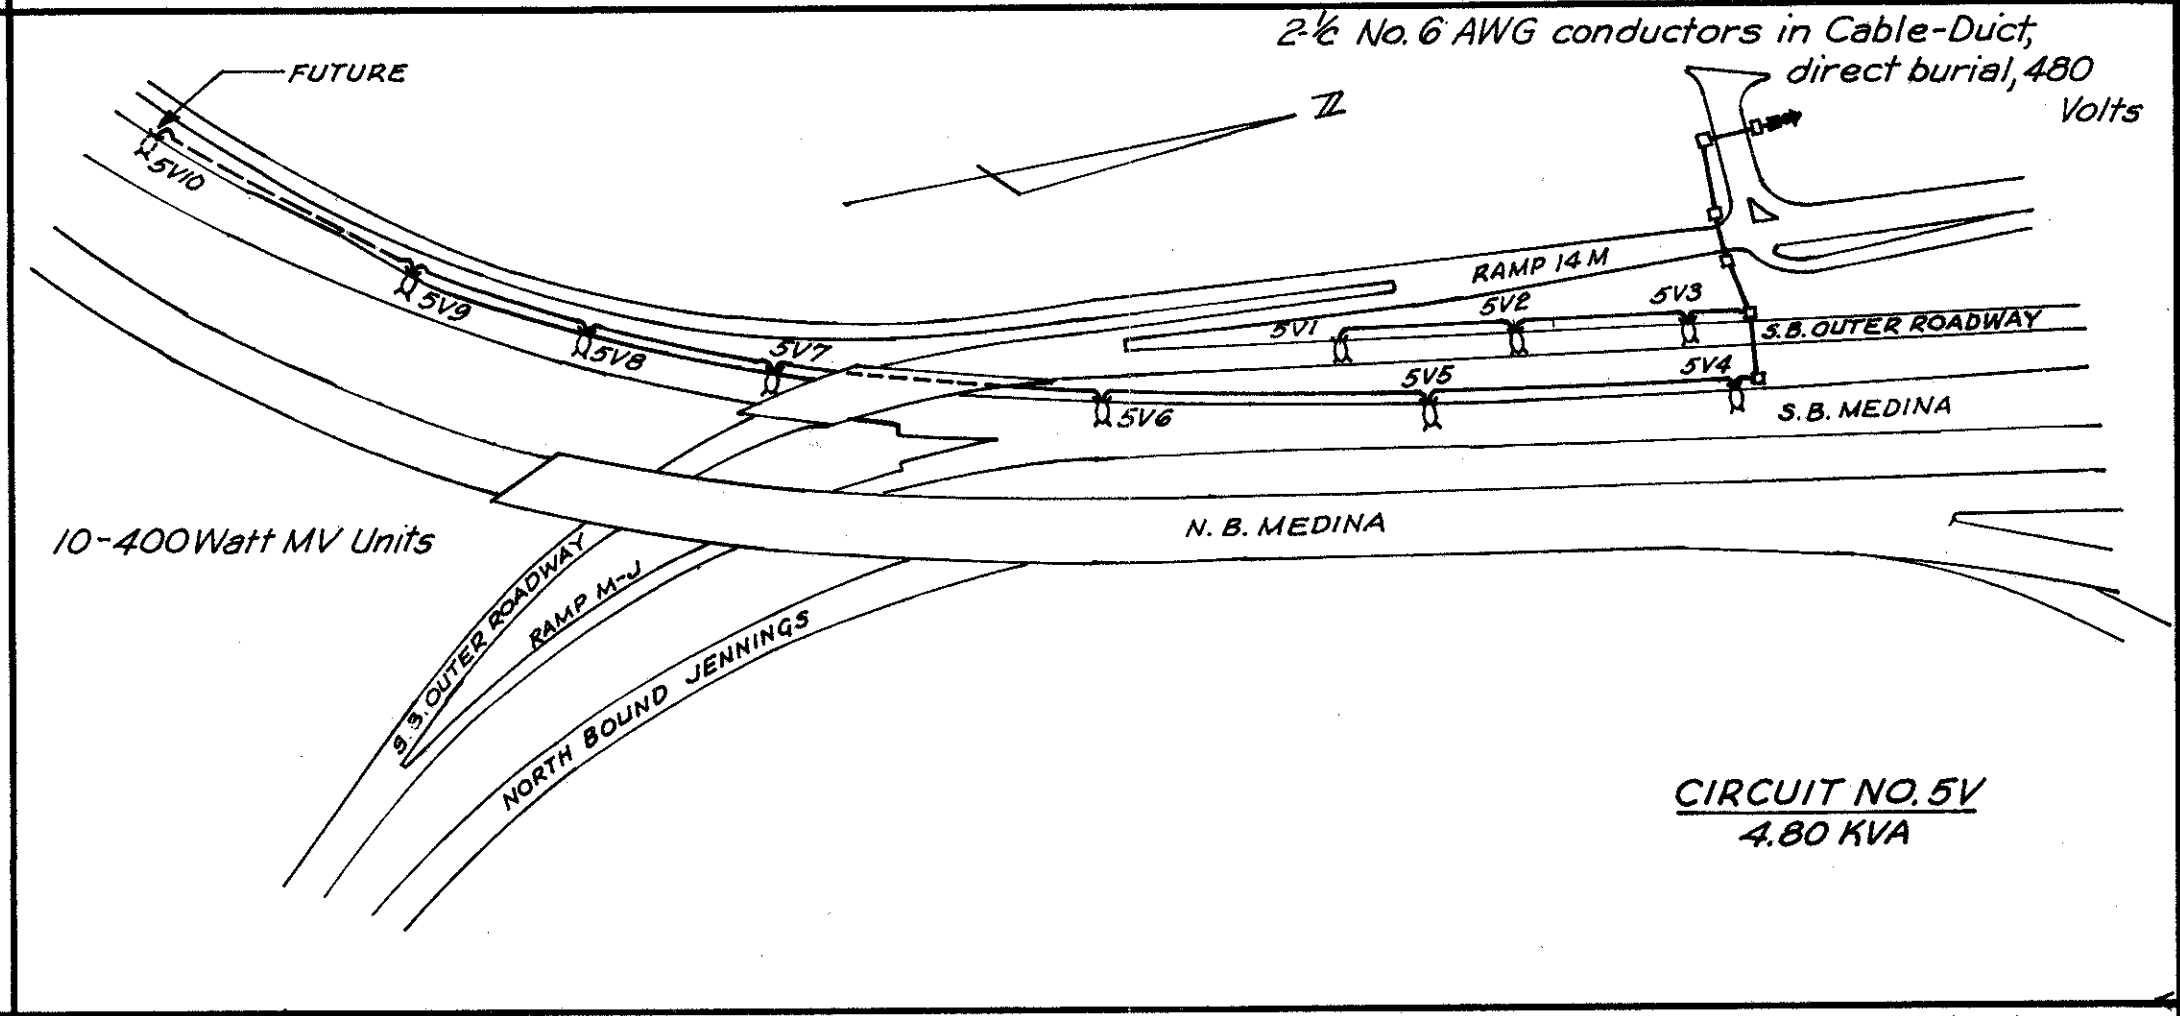 2-1/c No. 6 AWG conductors in Cable-Duct,
direct burial, 480
Volts
FUTURE
N
5V10
5V9
5V8
5V7
RAMP 14 M
5V1
5V2
5V3
S.B. OUTER ROADWAY
5V4
5V5
5V6
S.B. MEDINA
N. B. MEDINA
10-400 Watt MV Units
S.B. OUTER ROADWAY
RAMP M-J
NORTH BOUND JENNINGS
CIRCUIT NO. 5V
4.80 KVA